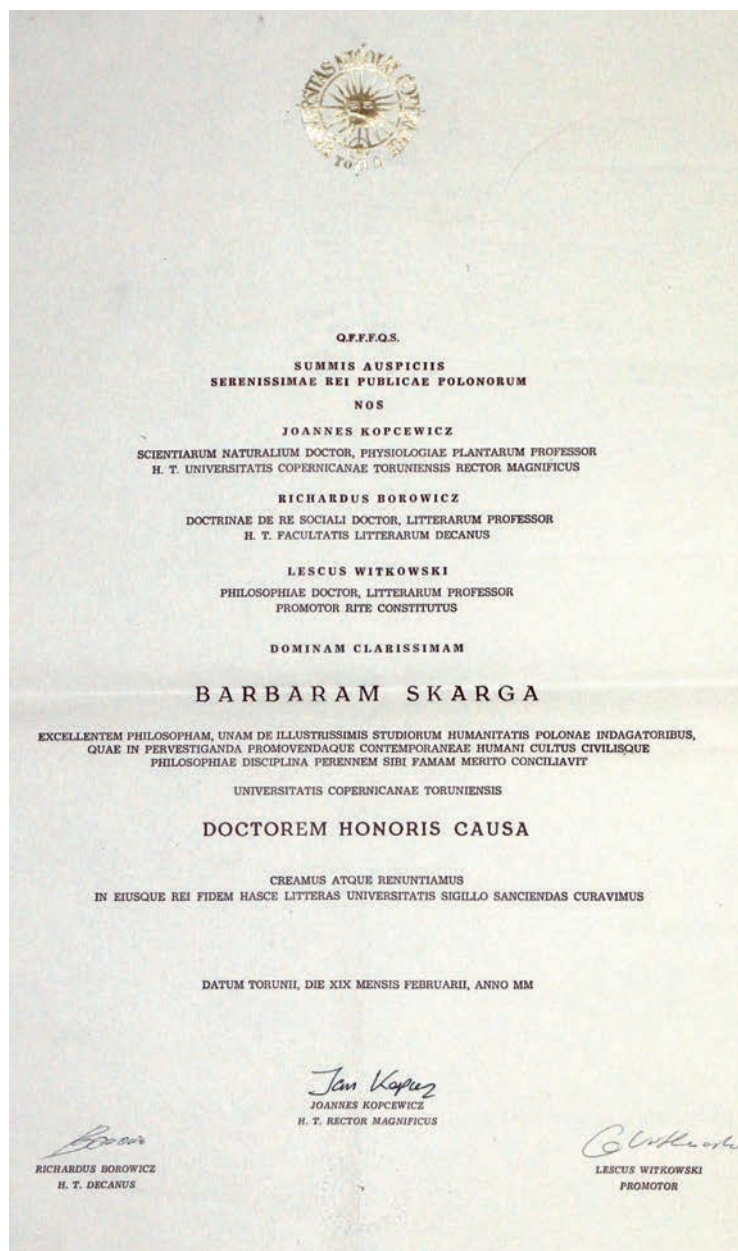 Q.F.F.F.Q.S.
SUMMIS AUSPICIIS
SERENISSIMAE REI PUBLICAE POLONORUM
NOS
JOANNES KOPCEWICZ
SCIENTIARUM NATURALIUM DOCTOR, PHYSIOLOGIAE PLANTARUM PROFESSOR
H. T. UNIVERSITATIS COPERNICANAE TORUNIENSIS RECTOR MAGNIFICUS
RICHARDUS BOROWICZ
DOCTRINAE DE RE SOCIALI DOCTOR, LITTERARUM PROFESSOR
H. T. FACULTATIS LITTERARUM DECANUS
LESCUS WITKOWSKI
PHILOSOPHIAE DOCTOR, LITTERARUM PROFESSOR
PROMOTOR RITE CONSTITUTUS
DOMINAM CLARISSIMAM
BARBARAM SKARGA
EXCELLENTEM PHILOSOPHAM, UNAM DE ILLUSTRISSIMIS STUDIORUM HUMANITATIS POLONAE INDAGATORIBUS,
QUAE IN PERVESTIGANDA PROMOVENDAQUE CONTEMPORANEAE HUMANI CULTUS CIVILISQUE
PHILOSOPHIAE DISCIPLINA PERENNEM SIBI FAMAM MERITO CONCILIAVIT
UNIVERSITATIS COPERNICANAE TORUNIENSIS
DOCTOREM HONORIS CAUSA
CREAMUS ATQUE RENUNTIAMUS
IN EIUSQUE REI FIDEM HASCE LITTERAS UNIVERSITATIS SIGILLO SANCIENDAS CURAVIMUS
DATUM TORUNII, DIE XIX MENSIS FEBRUARII, ANNO MM
Jan
JOANNES KOPCEWICZ
H. T. RECTOR MAGNIFICUS
RICHARDUS BOROWICZ
H. T. DECANUS
LESCUS WITKOWSKI
PROMOTOR